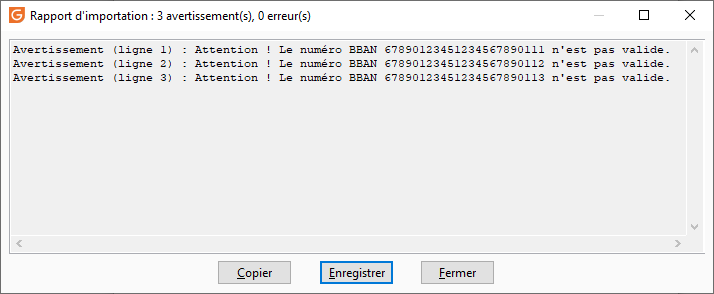 Rapport d'importation : 3 avertissement(s), 0 erreur(s)
Avertissement (ligne 1) : Attention ! Le numéro BBAN 67890123451234567890111 n'est pas valide.
Avertissement (ligne 2) : Attention ! Le numéro BBAN 67890123451234567890112 n'est pas valide.
Avertissement (ligne 3) : Attention ! Le numéro BBAN 67890123451234567890113 n'est pas valide.
Copier Enregistrer Fermer